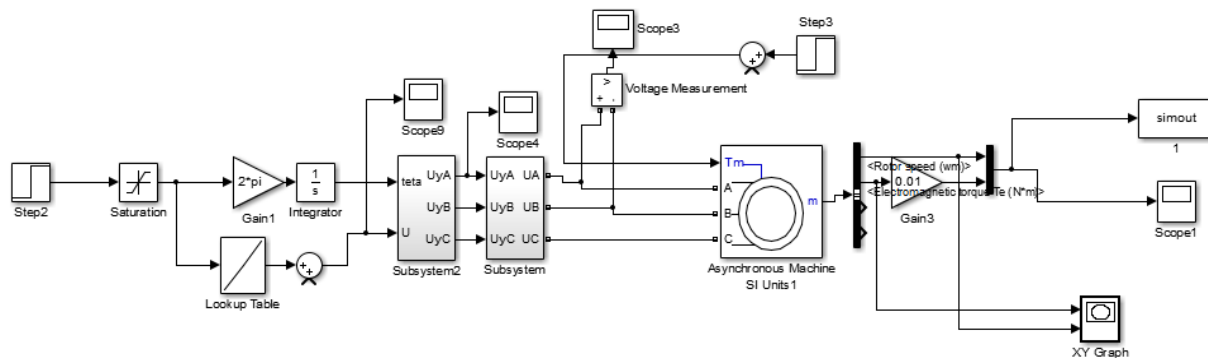 Step3
Scope3
Voltage Measurement
+ -
v
Scope9
Scope4
Step2
Saturation
2*pi
Gain1
1
s
Integrator
teta
U
UyA
UyB
UyC
Subsystem2
UyA
UyB
UyC
UA
UB
UC
Subsystem
Lookup Table
Tm
A
B
C
m
Asynchronous Machine
SI Units1
<Rotor speed (wm)>
0.01
<Electromagnetic torque Te (N*m)>
Gain3
simout
1
Scope1
XY Graph